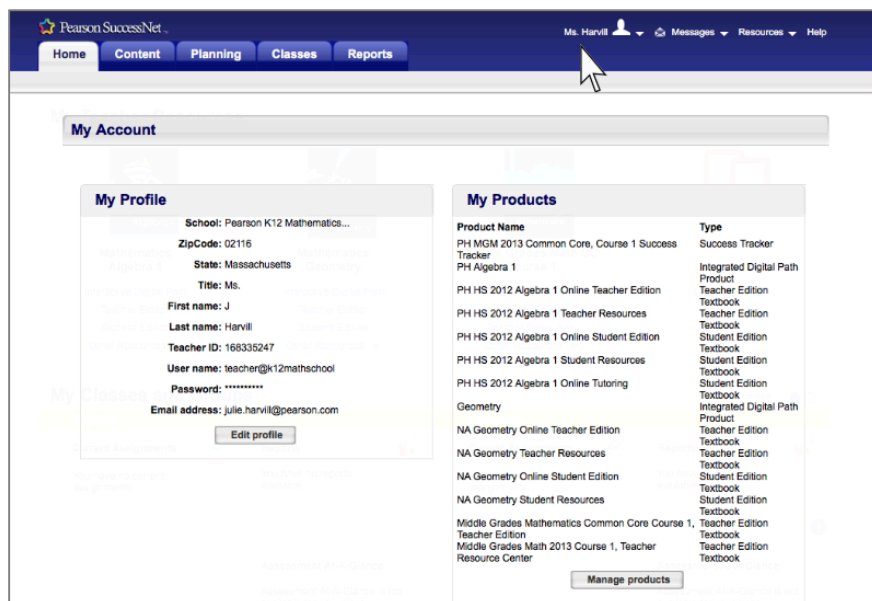 Pearson SuccessNet™
Ms. Harvill Messages Resources Help
Home Content Planning Classes Reports
My Account
My Profile
School: Pearson K12 Mathematics...
ZipCode: 02116
State: Massachusetts
Title: Ms.
First name: J
Last name: Harvill
Teacher ID: 168335247
User name: teacher@k12mathschool
Password: **********
Email address: julie.harvill@pearson.com
Edit profile
My Products
Product Name Type
PH MGM 2013 Common Core, Course 1 Success Success Tracker
Tracker
PH Algebra 1 Integrated Digital Path
Product
PH HS 2012 Algebra 1 Online Teacher Edition Teacher Edition
Textbook
PH HS 2012 Algebra 1 Teacher Resources Teacher Edition
Textbook
PH HS 2012 Algebra 1 Online Student Edition Student Edition
Textbook
PH HS 2012 Algebra 1 Student Resources Student Edition
Textbook
PH HS 2012 Algebra 1 Online Tutoring Student Edition
Textbook
Geometry Integrated Digital Path
Product
NA Geometry Online Teacher Edition Teacher Edition
Textbook
NA Geometry Teacher Resources Teacher Edition
Textbook
NA Geometry Online Student Edition Student Edition
Textbook
NA Geometry Student Resources Student Edition
Textbook
Middle Grades Mathematics Common Core Course 1, Teacher Edition
Teacher Edition Textbook
Middle Grades Math 2013 Course 1, Teacher Teacher Edition
Resource Center Textbook
Manage products